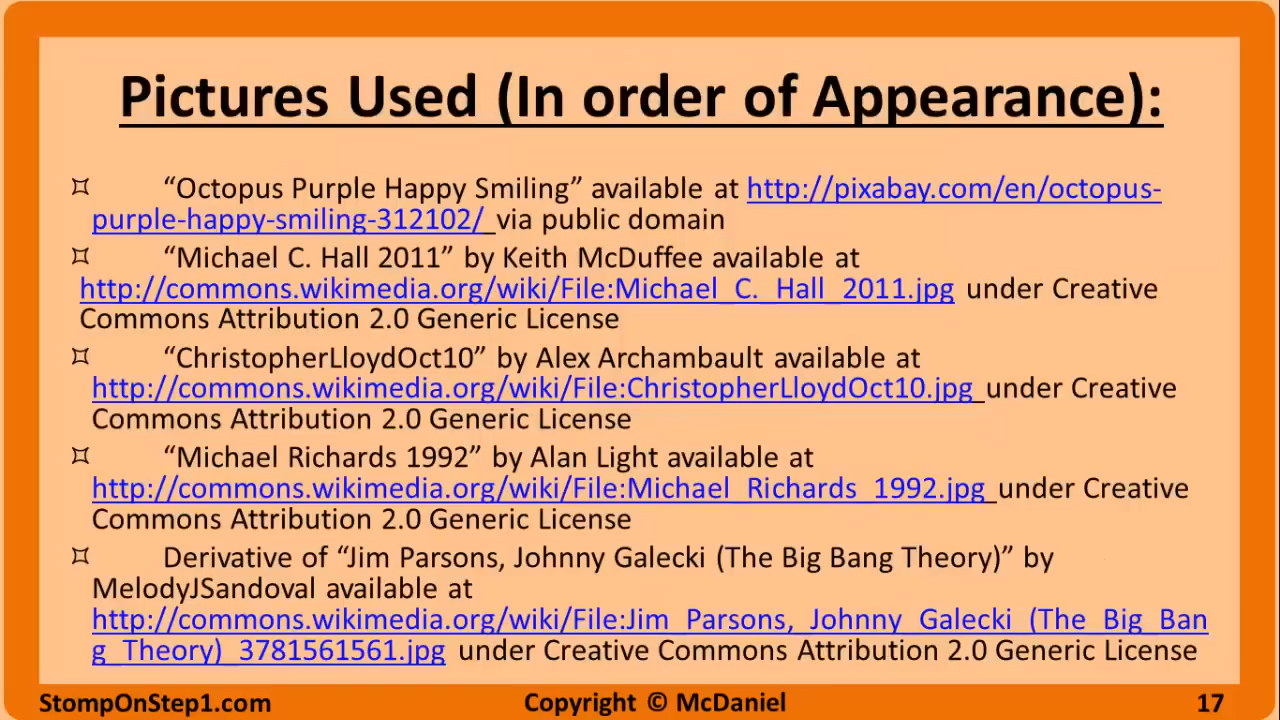 Pictures Used (In order of Appearance):
¤ “Octopus Purple Happy Smiling” available at http://pixabay.com/en/octopus-
purple-happy-smiling-312102/ via public domain
¤ “Michael C. Hall 2011” by Keith McDuffee available at
http://commons.wikimedia.org/wiki/File:Michael_C._Hall_2011.jpg under Creative
Commons Attribution 2.0 Generic License
¤ “ChristopherLloydOct10” by Alex Archambault available at
http://commons.wikimedia.org/wiki/File:ChristopherLloydOct10.jpg under Creative
Commons Attribution 2.0 Generic License
¤ “Michael Richards 1992” by Alan Light available at
http://commons.wikimedia.org/wiki/File:Michael_Richards_1992.jpg under Creative
Commons Attribution 2.0 Generic License
¤ Derivative of “Jim Parsons, Johnny Galecki (The Big Bang Theory)” by
MelodyJSandoval available at
http://commons.wikimedia.org/wiki/File:Jim_Parsons,_Johnny_Galecki_(The_Big_Ban
g_Theory)_3781561561.jpg under Creative Commons Attribution 2.0 Generic License
StompOnStep1.com Copyright © McDaniel 17